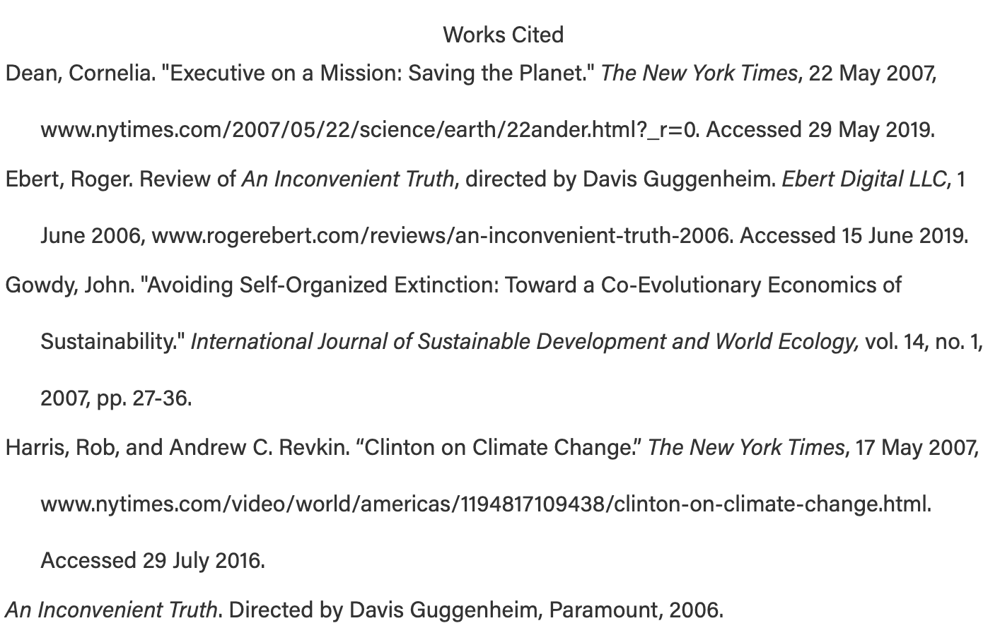 Works Cited
Dean, Cornelia. "Executive on a Mission: Saving the Planet." The New York Times, 22 May 2007,
www.nytimes.com/2007/05/22/science/earth/22ander.html?_r=0. Accessed 29 May 2019.
Ebert, Roger. Review of An Inconvenient Truth, directed by Davis Guggenheim. Ebert Digital LLC, 1
June 2006, www.rogerebert.com/reviews/an-inconvenient-truth-2006. Accessed 15 June 2019.
Gowdy, John. "Avoiding Self-Organized Extinction: Toward a Co-Evolutionary Economics of
Sustainability." International Journal of Sustainable Development and World Ecology, vol. 14, no. 1,
2007, pp. 27-36.
Harris, Rob, and Andrew C. Revkin. “Clinton on Climate Change.” The New York Times, 17 May 2007,
www.nytimes.com/video/world/americas/1194817109438/clinton-on-climate-change.html.
Accessed 29 July 2016.
An Inconvenient Truth. Directed by Davis Guggenheim, Paramount, 2006.